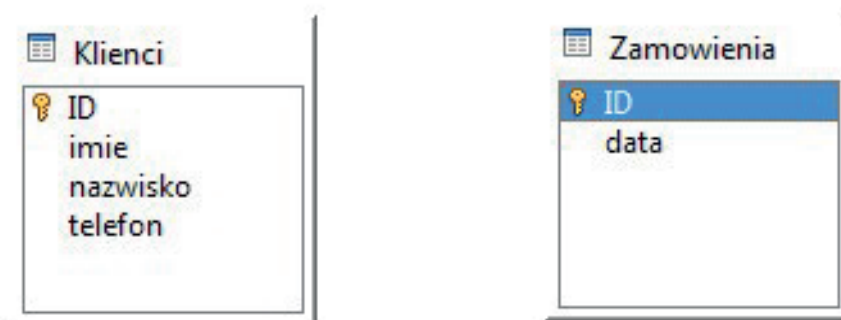 Klienci
ID
imie
nazwisko
telefon
Zamowienia
ID
data